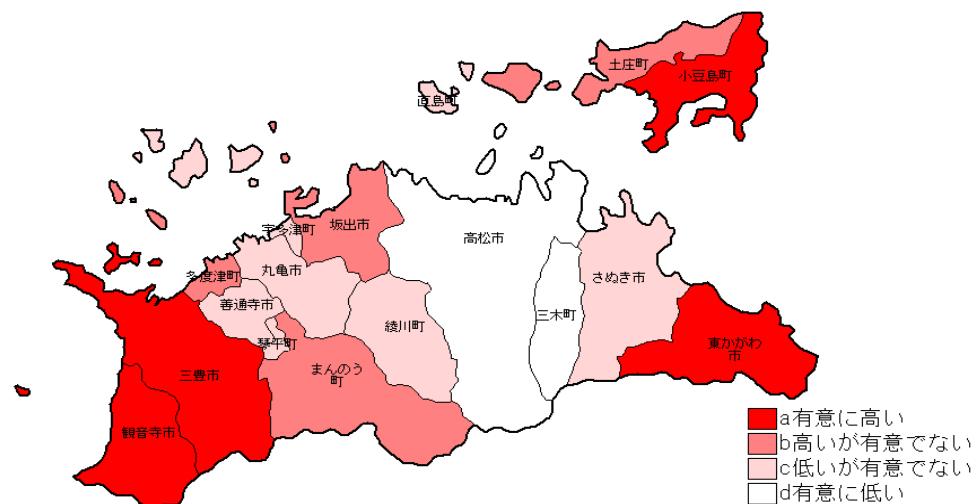 土庄町
小豆島町
直島町
宇多津町
坂出市
高松市
多度津町
丸亀市
さぬき市
善通寺市
三木町
綾川町
琴平町
東かがわ
市
まんのう
町
三豊市
観音寺市
a有意に高い
b高いが有意でない
c低いが有意でない
d有意に低い